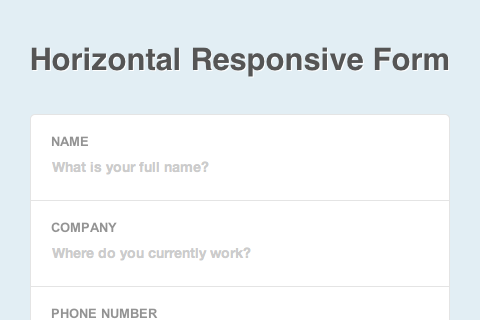 Horizontal Responsive Form
NAME
What is your full name?
COMPANY
Where do you currently work?
PHONE NUMBER